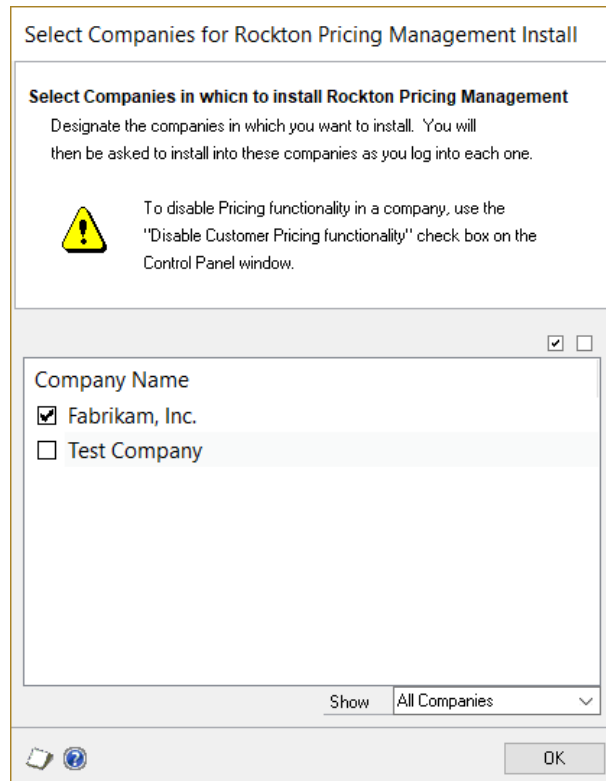 Select Companies for Rockton Pricing Management Install
Select Companies in whicn to install Rockton Pricing Management
Designate the companies in which you want to install.  You will
then be asked to install into these companies as you log into each one.
To disable Pricing functionality in a company, use the
"Disable Customer Pricing functionality" check box on the
Control Panel window.
Company Name
Fabrikam, Inc.
Test Company
Show All Companies
OK